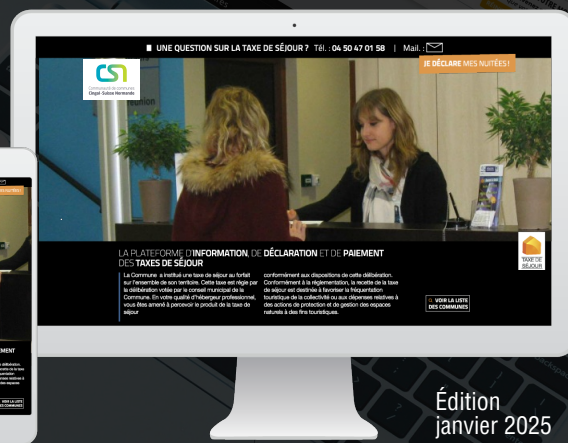 UNE QUESTION SUR LA TAXE DE SÉJOUR ? Tél. : 04 50 47 01 58 | Mail. :
JE DÉCLARE MES NUITÉES !
CSN
Communauté de communes
Cingal-Suisse Normande
LA PLATEFORME D'INFORMATION, DE DÉCLARATION ET DE PAIEMENT
DES TAXES DE SÉJOUR
La Commune a institué une taxe de séjour au forfait
sur l'ensemble de son territoire. Cette taxe est régie par
la délibération votée par le conseil municipal de la
Commune. En votre qualité d'hébergeur professionnel,
vous êtes amené à percevoir le produit de la taxe de
séjour
conformément aux dispositions de cette délibération.
Conformément à la réglementation, la recette de la taxe
de séjour est destinée à favoriser la fréquentation
touristique de la collectivité ou aux dépenses relatives à
des actions de protection et de gestion des espaces
naturels à des fins touristiques.
TAXE DE
SÉJOUR
VOIR LA LISTE
DES COMMUNES
Édition
janvier 2025